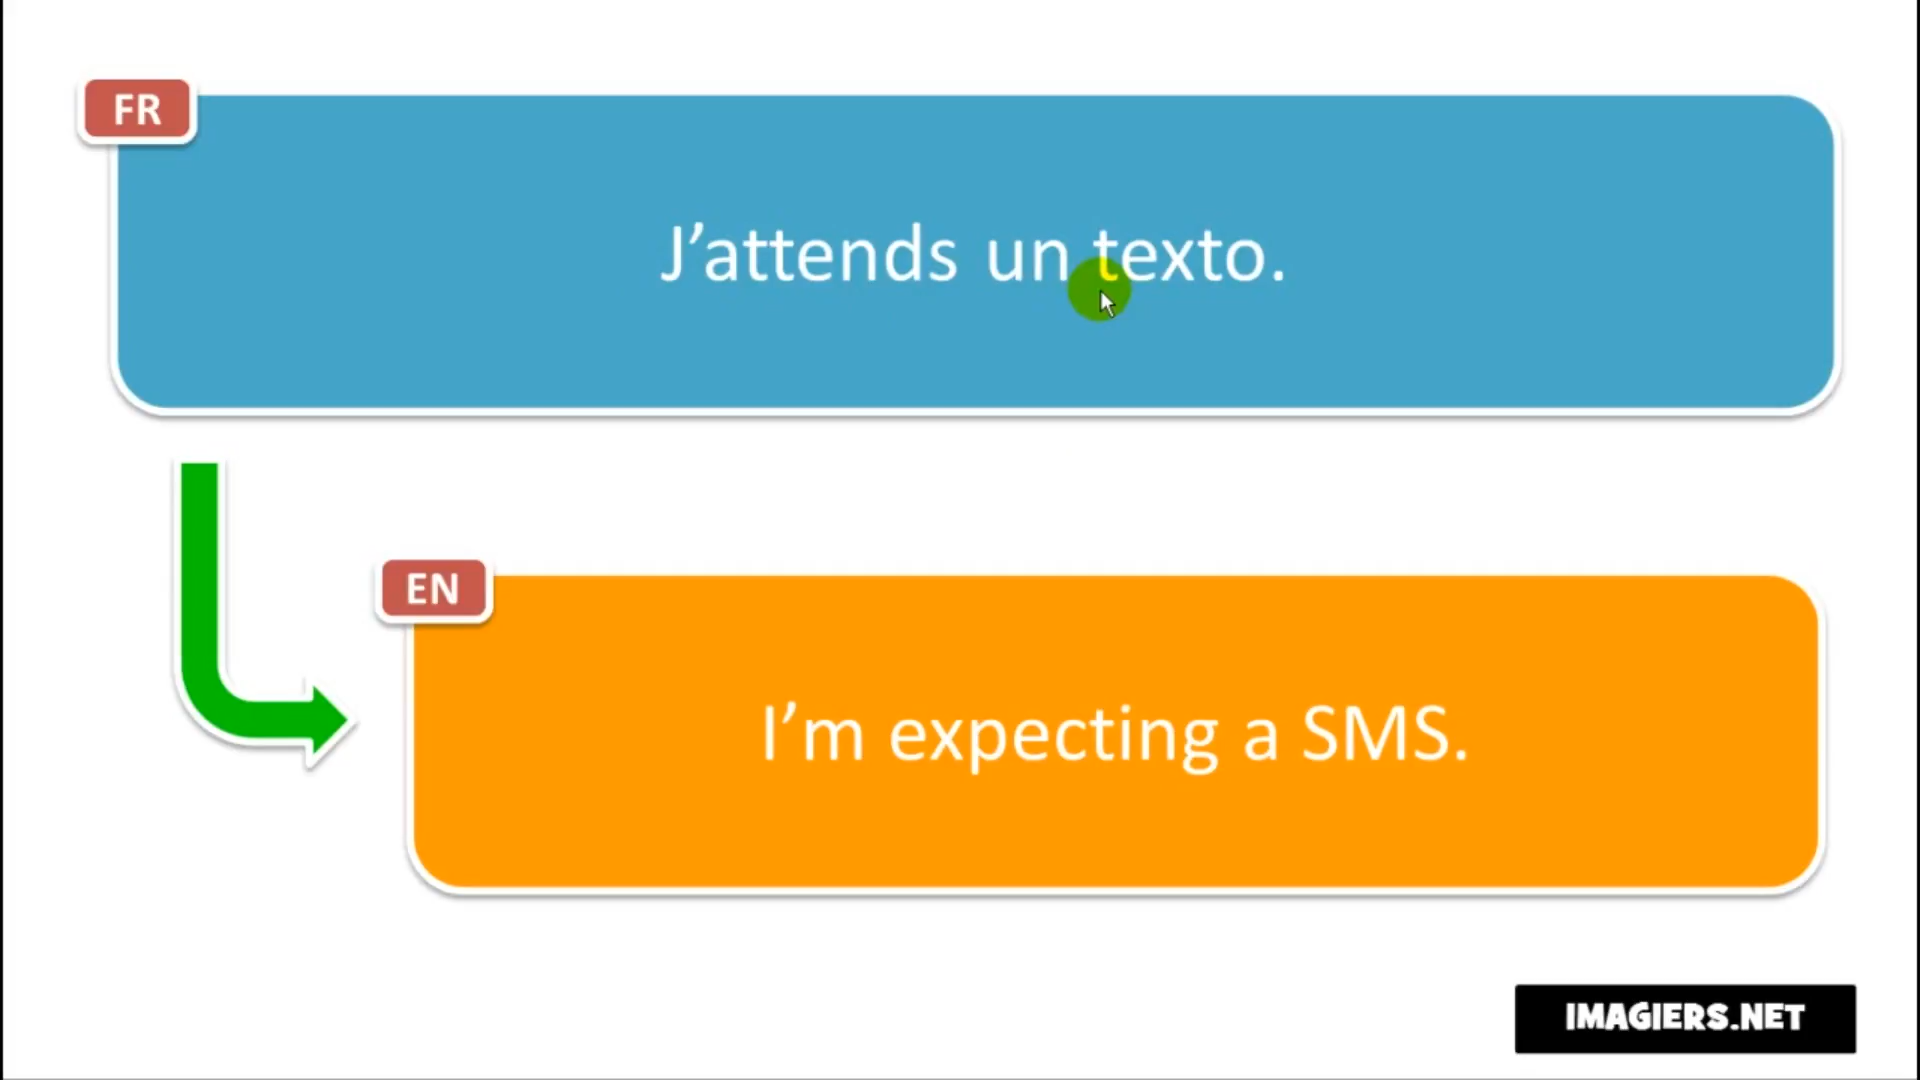 FR
J’attends un texto.
EN
I’m expecting a SMS.
IMAGIERS.NET